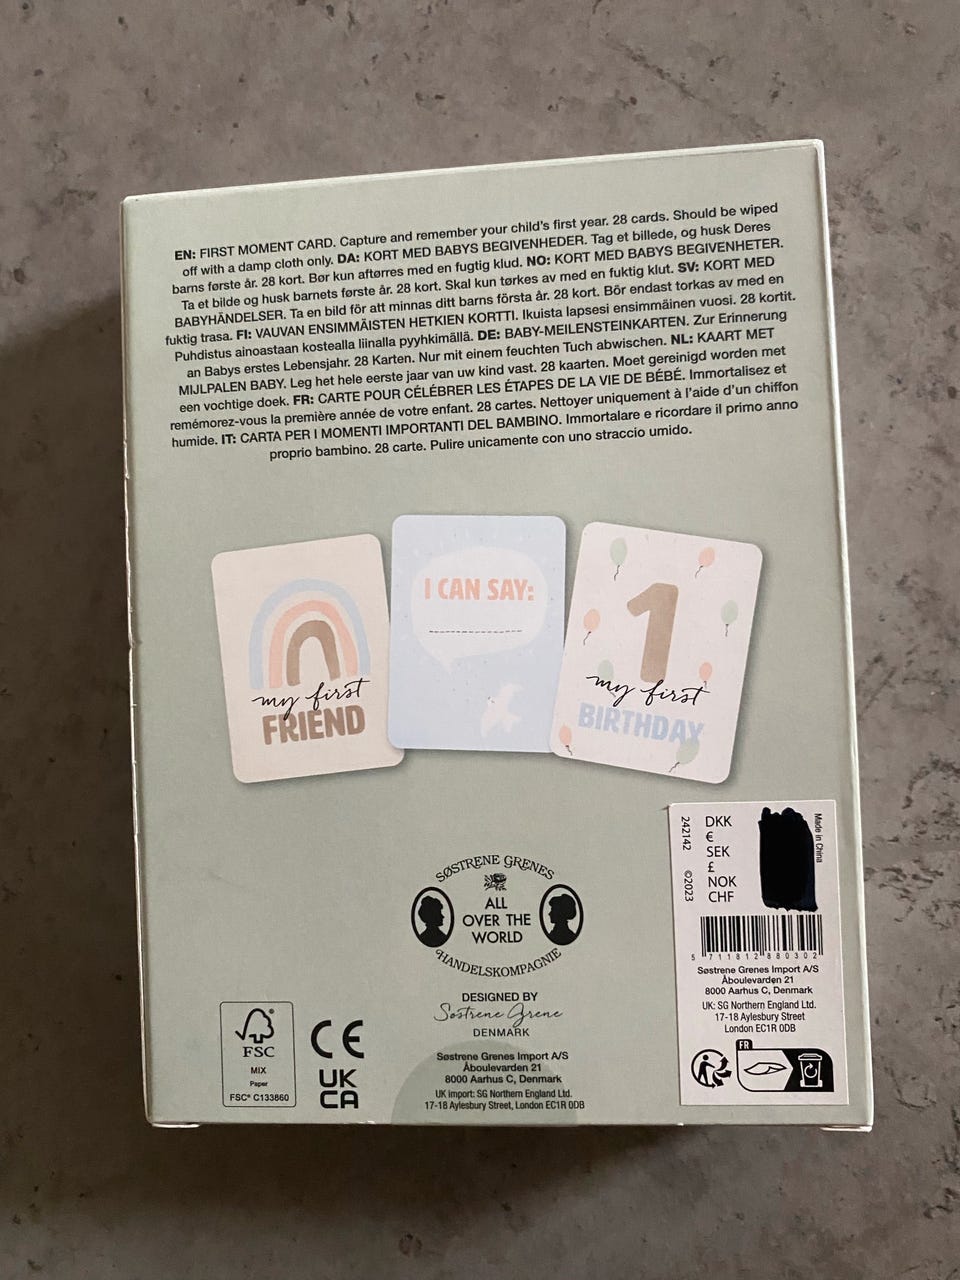 EN: FIRST MOMENT CARD. Capture and remember your child's first year. 28 cards. Should be wiped
off with a damp cloth only. DA: KORT MED BABYS BEGIVENHEDER. Tag et billede, og husk Deres
barns første år. 28 kort. Bør kun aftørres med en fugtig klud. NO: KORT MED BABYS BEGIVENHETER.
Ta et bilde og husk barnets første år. 28 kort. Skal kun tørkes av med en fuktig klut. SV: KORT MED
BABYHÄNDELSER. Ta en bild för att minnas ditt barns första år. 28 kort. Bör endast torkas av med en
fuktig trasa. FI: VAUVAN ENSIMMÄISTEN HETKIEN KORTTI. Ikuista lapsesi ensimmäinen vuosi. 28 kortit.
Puhdistus ainoastaan kostealla liinalla pyyhkimällä. DE: BABY-MEILENSTEINKARTEN. Zur Erinnerung
an Babys erstes Lebensjahr. 28 Karten. Nur mit einem feuchten Tuch abwischen. NL: KAART MET
MIJLPALEN BABY. Leg het hele eerste jaar van uw kind vast. 28 kaarten. Moet gereinigd worden met
een vochtige doek. FR: CARTE POUR CÉLÉBRER LES ÉTAPES DE LA VIE DE BÉBÉ. Immortalisez et
remémorez-vous la première année de votre enfant. 28 cartes. Nettoyer uniquement à l'aide d'un chiffon
humide. IT: CARTA PER I MOMENTI IMPORTANTI DEL BAMBINO. Immortalare e ricordare il primo anno
proprio bambino. 28 carte. Pulire unicamente con uno straccio umido.
my first
FRIEND
I CAN SAY:
1
my first
BIRTHDAY
SØSTRENE GRENES
ALL
OVER THE
WORLD
HANDELSKOMPAGNIE
DESIGNED BY
Søstrene Grene
DENMARK
Søstrene Grenes Import A/S
Åboulevarden 21
8000 Aarhus C, Denmark
UK import: SG Northern England Ltd.
17-18 Aylesbury Street, London EC1R 0DB
FSC
MIX
Paper
FSC® C133860
CE
UK
CA
242142 ©2023
DKK
€
SEK
£
NOK
CHF
Made in China
5 711812 880302
Søstrene Grenes Import A/S
Åboulevarden 21
8000 Aarhus C, Denmark
UK: SG Northern England Ltd.
17-18 Aylesbury Street
London EC1R 0DB
FR